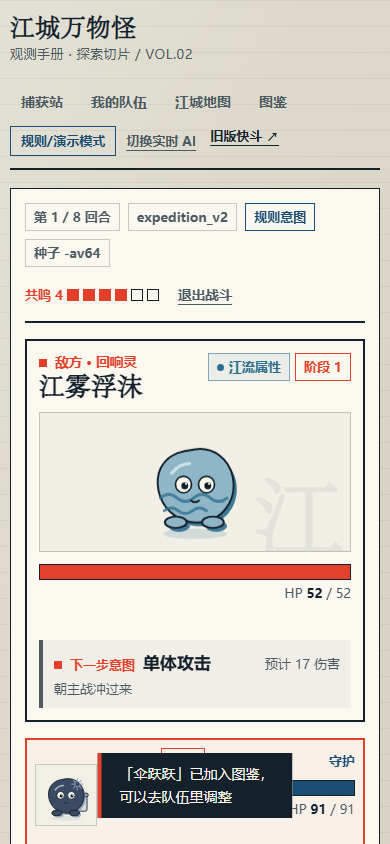 江城万物怪
观测手册 · 探索切片 / VOL.02
捕获站 我的队伍 江城地图 图鉴
规则/演示模式 切换实时 AI 旧版快斗 ↗
第 1 / 8 回合 expedition_v2 规则意图
种子 -av64
共鸣 4 退出战斗
敌方 • 回响灵
江雾浮沫
江流属性 阶段 1
江
HP 52 / 52
下一步意图 单体攻击 预计 17 伤害
朝主战冲过来
守护
「伞跃跃」已加入图鉴，
可以去队伍里调整
HP 91 / 91